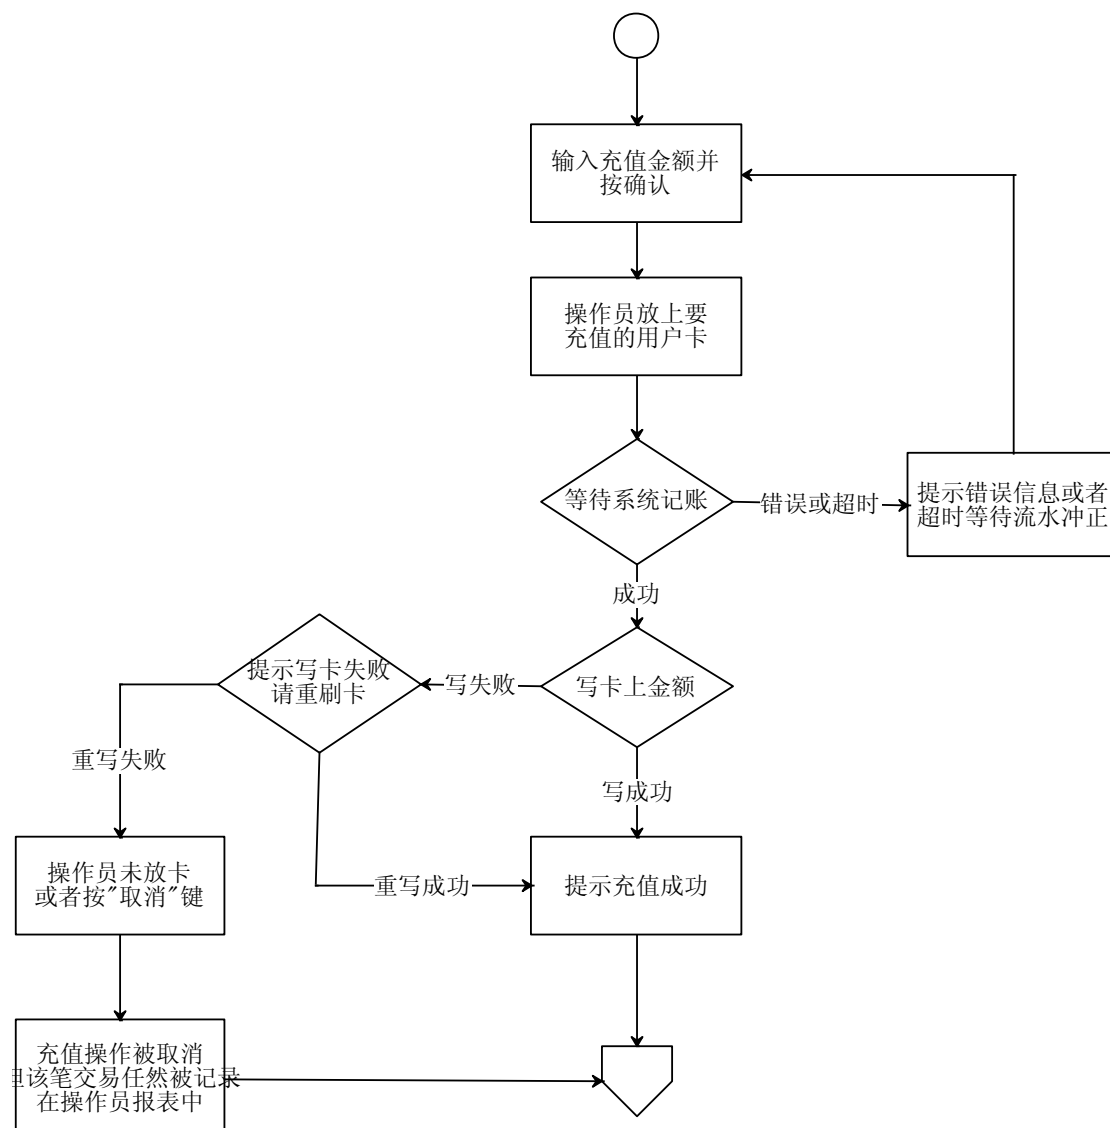 输入充值金额并
按确认
操作员放上要
充值的用户卡
等待系统记账
错误或超时
提示错误信息或者
超时等待流水冲正
成功
提示写卡失败
请重刷卡
写失败
写卡上金额
重写失败
写成功
操作员未放卡
或者按"取消"键
重写成功
提示充值成功
充值操作被取消
该笔交易任然被记录
在操作员报表中